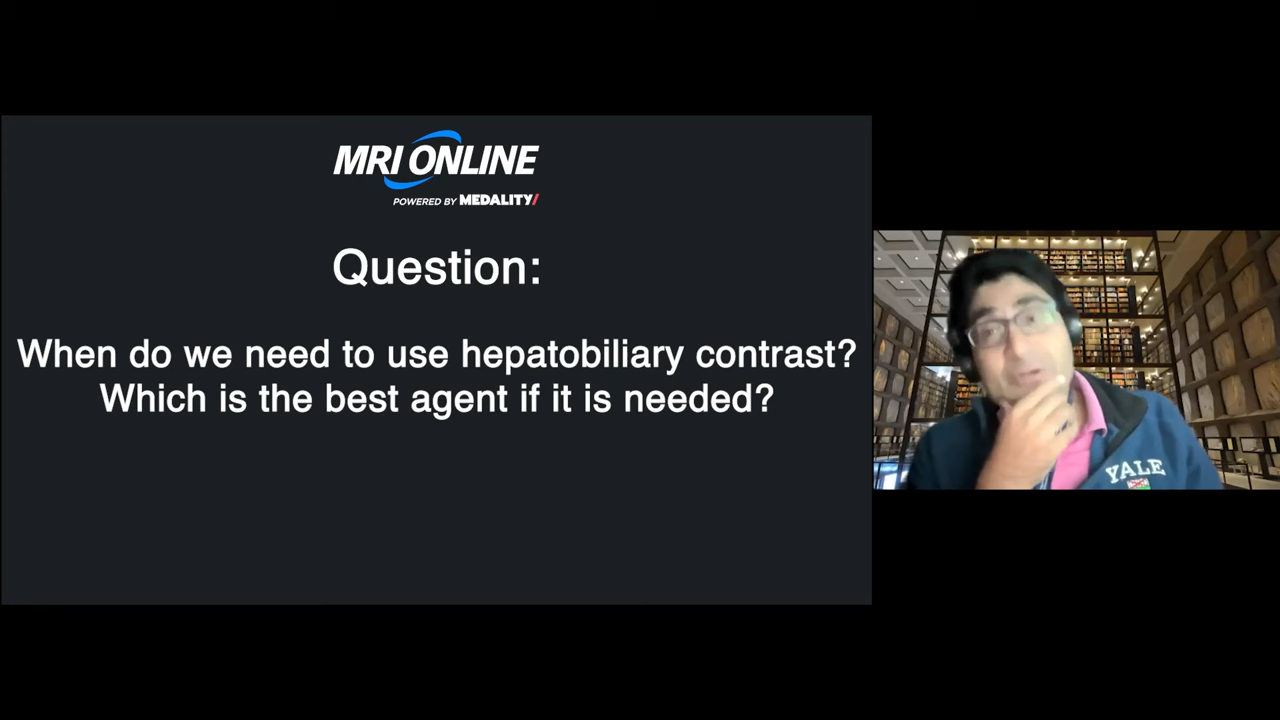 MRI ONLINE
POWERED BY MEDALITY/
Question:
When do we need to use hepatobiliary contrast?
Which is the best agent if it is needed?
YALE